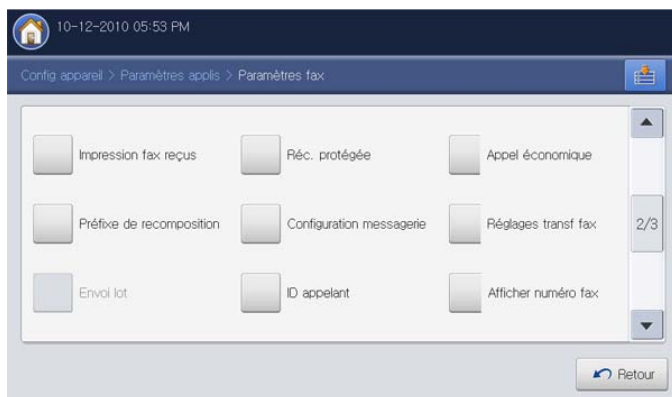 10-12-2010 05:53 PM
Config appareil > Paramètres applis > Paramètres fax
Impression fax reçus
Réc. protégée
Appel économique
Préfixe de recomposition
Configuration messagerie
Réglages transf fax
2/3
Envoi lot
ID appelant
Afficher numéro fax
Retour